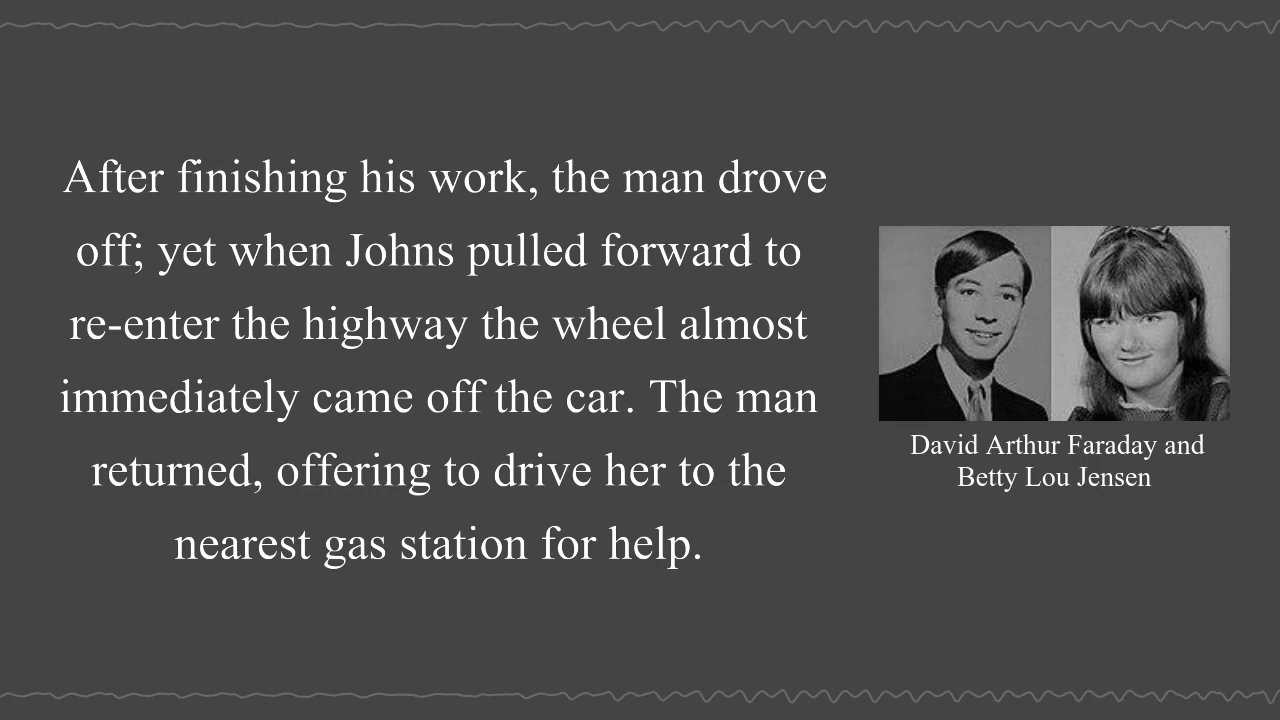 After finishing his work, the man drove
off; yet when Johns pulled forward to
re-enter the highway the wheel almost
immediately came off the car. The man
returned, offering to drive her to the
nearest gas station for help.
David Arthur Faraday and
Betty Lou Jensen